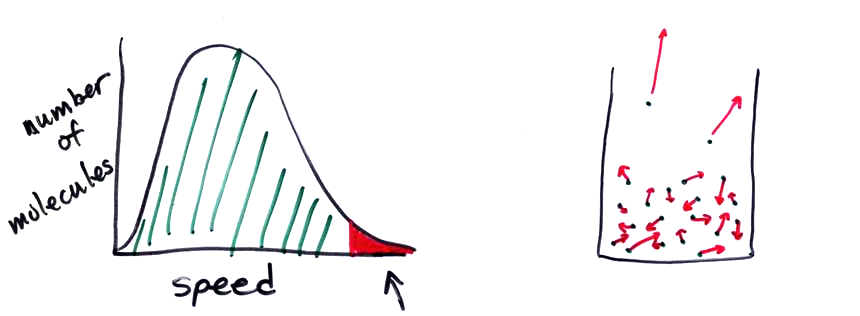 number
of
molecules
speed